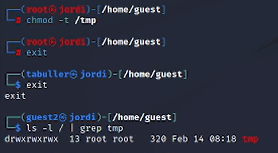 ┌──(root㉿jordi)-[/home/guest]
└─# chmod -t /tmp
┌──(root㉿jordi)-[/home/guest]
└─# exit
┌──(tabuller㉿jordi)-[/home/guest]
└─$ exit
exit
┌──(guest2㉿jordi)-[/home/guest]
└─$ ls -l / | grep tmp
drwxrwxrwx  13 root root   320 Feb 14 08:18 tmp